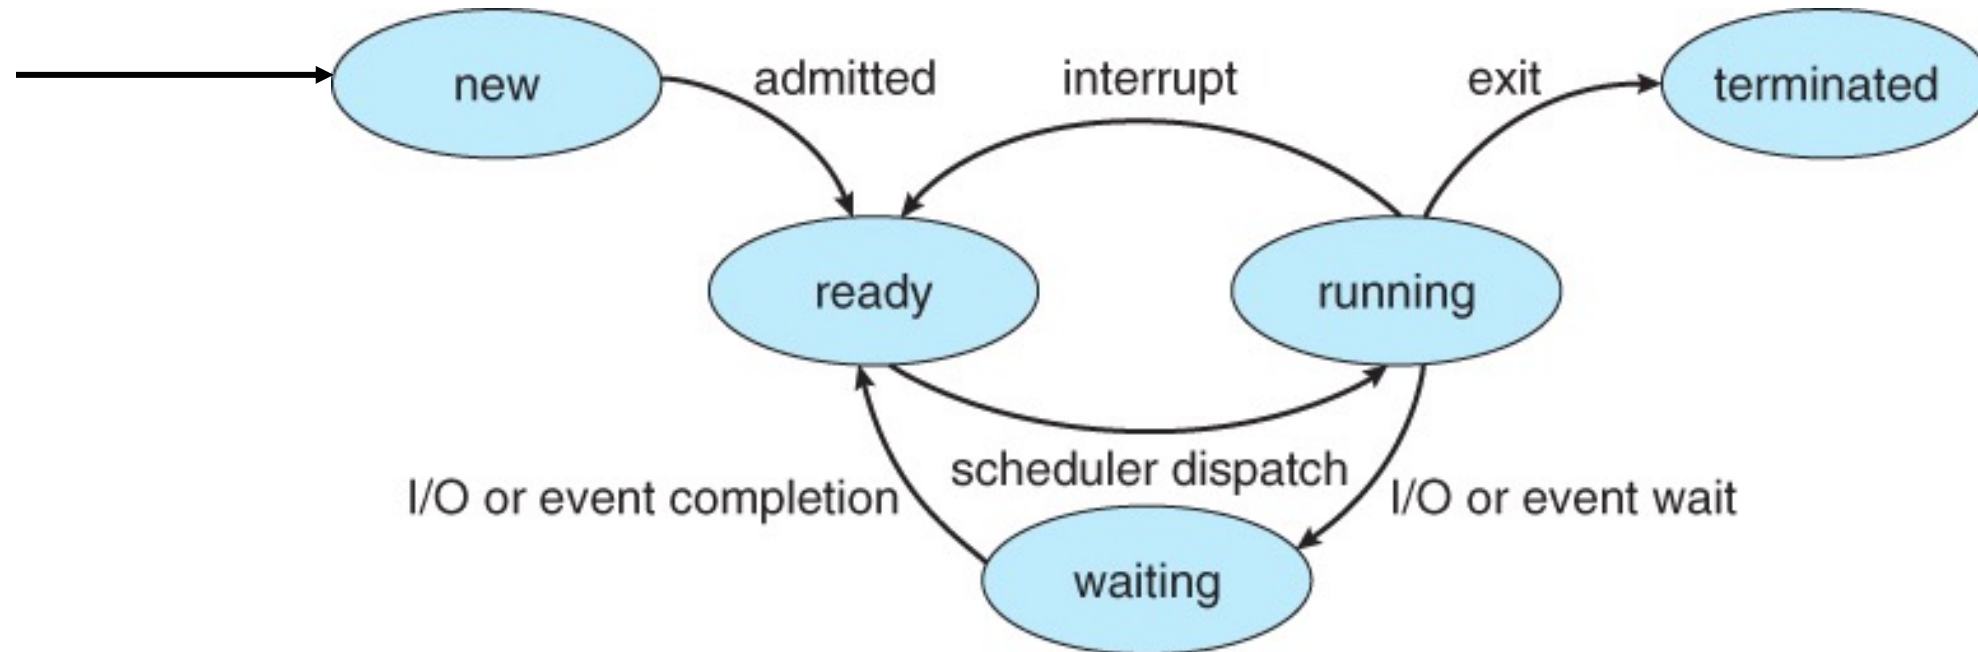 new
admitted
interrupt
exit
terminated
ready
running
scheduler dispatch
I/O or event completion
I/O or event wait
waiting